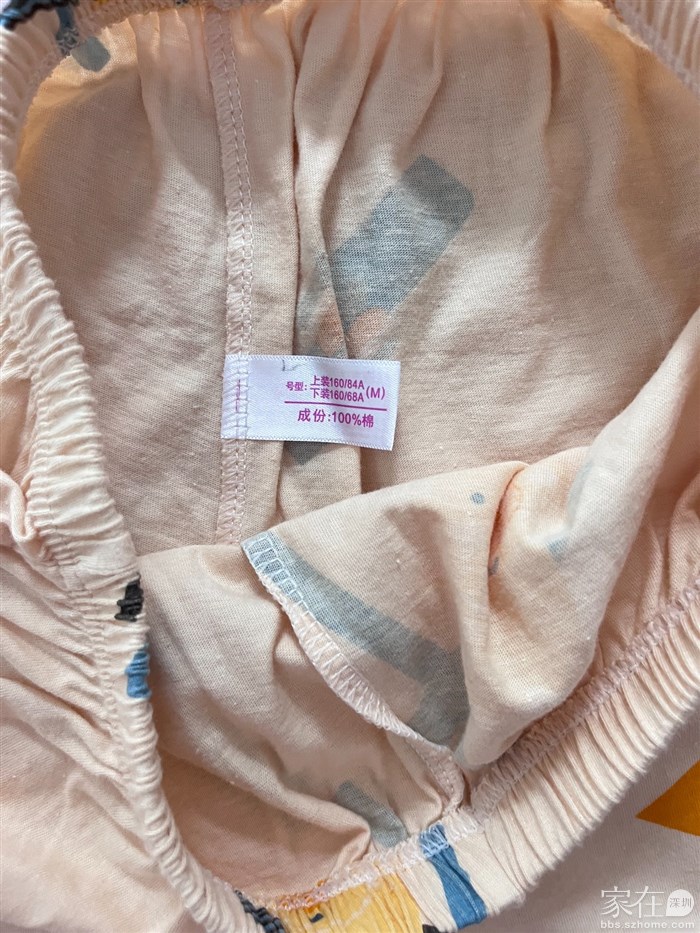 号型:上装160/84A
下装160/68A(M)
成份:100%棉
家在深圳
bbs.szhome.com